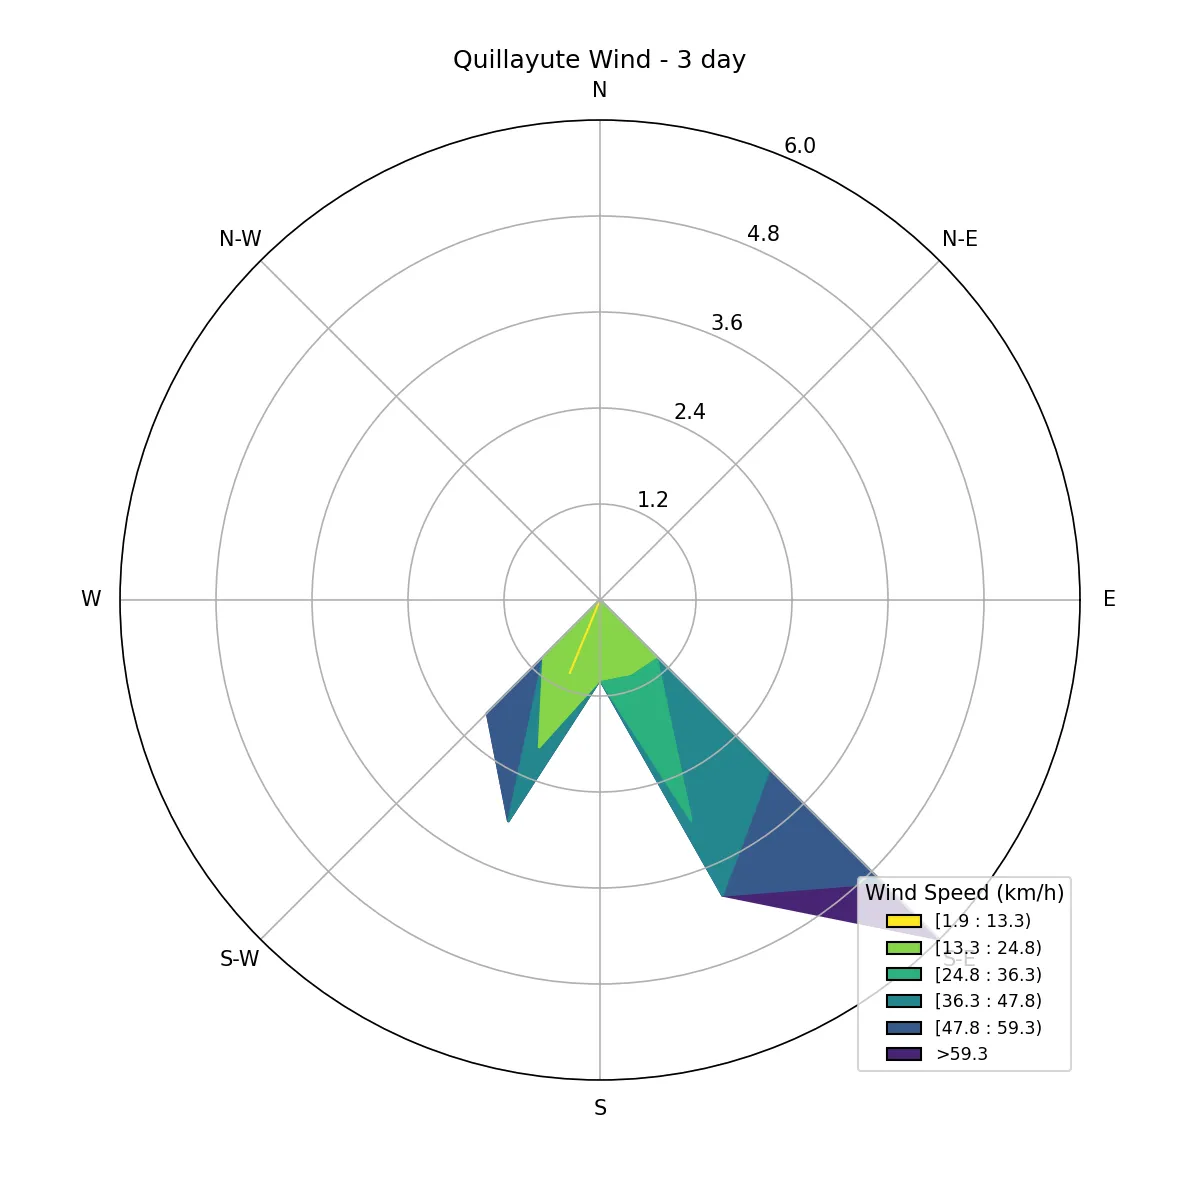 Quillayute Wind - 3 day
N
6.0
4.8
N-W
N-E
3.6
2.4
1.2
W
E
Wind Speed (km/h)
[1.9 : 13.3)
[13.3 : 24.8)
S-W
S-E
[24.8 : 36.3)
[36.3 : 47.8)
[47.8 : 59.3)
>59.3
S